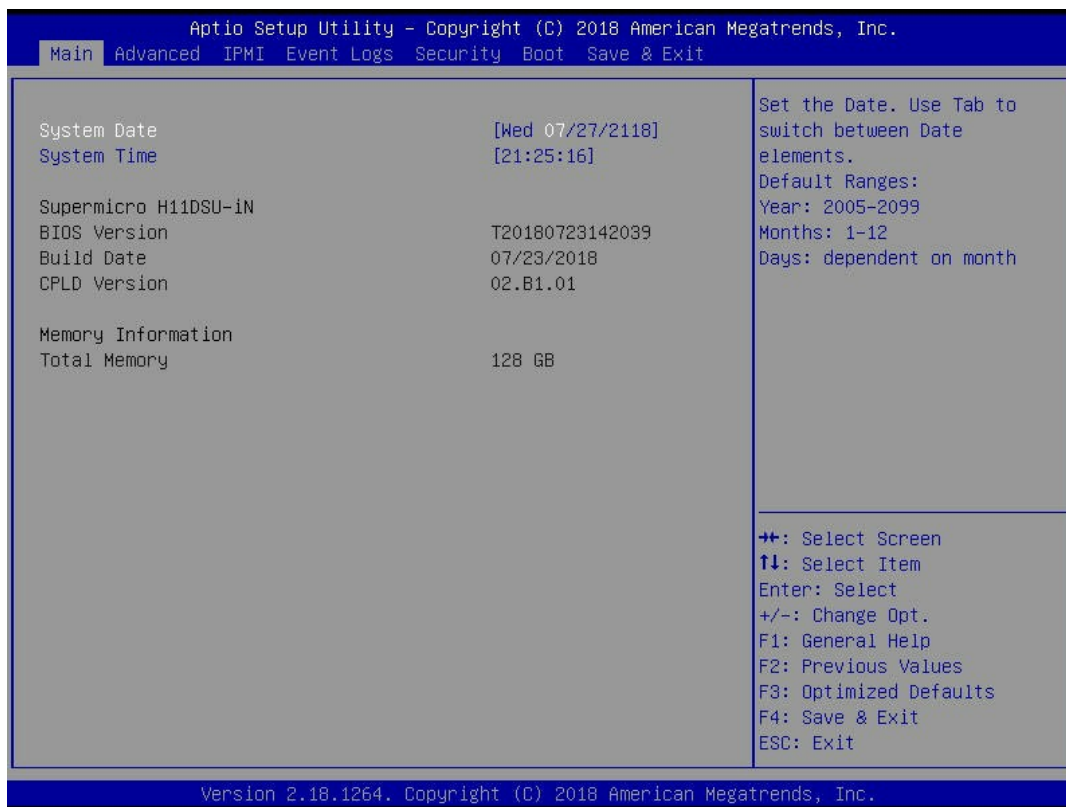 Aptio Setup Utility – Copyright (C) 2018 American Megatrends, Inc.
Main Advanced IPMI Event Logs Security Boot Save & Exit
System Date [Wed 07/27/2118]
System Time [21:25:16]
Supermicro H11DSU-iN
BIOS Version T20180723142039
Build Date 07/23/2018
CPLD Version 02.B1.01
Memory Information
Total Memory 128 GB
Set the Date. Use Tab to
switch between Date
elements.
Default Ranges:
Year: 2005-2099
Months: 1-12
Days: dependent on month
→←: Select Screen
↑↓: Select Item
Enter: Select
+/-: Change Opt.
F1: General Help
F2: Previous Values
F3: Optimized Defaults
F4: Save & Exit
ESC: Exit
Version 2.18.1264. Copyright (C) 2018 American Megatrends, Inc.